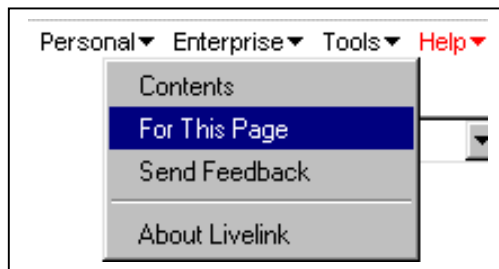 Personal▾ Enterprise▾ Tools▾ Help▾
Contents
For This Page
Send Feedback
About Livelink